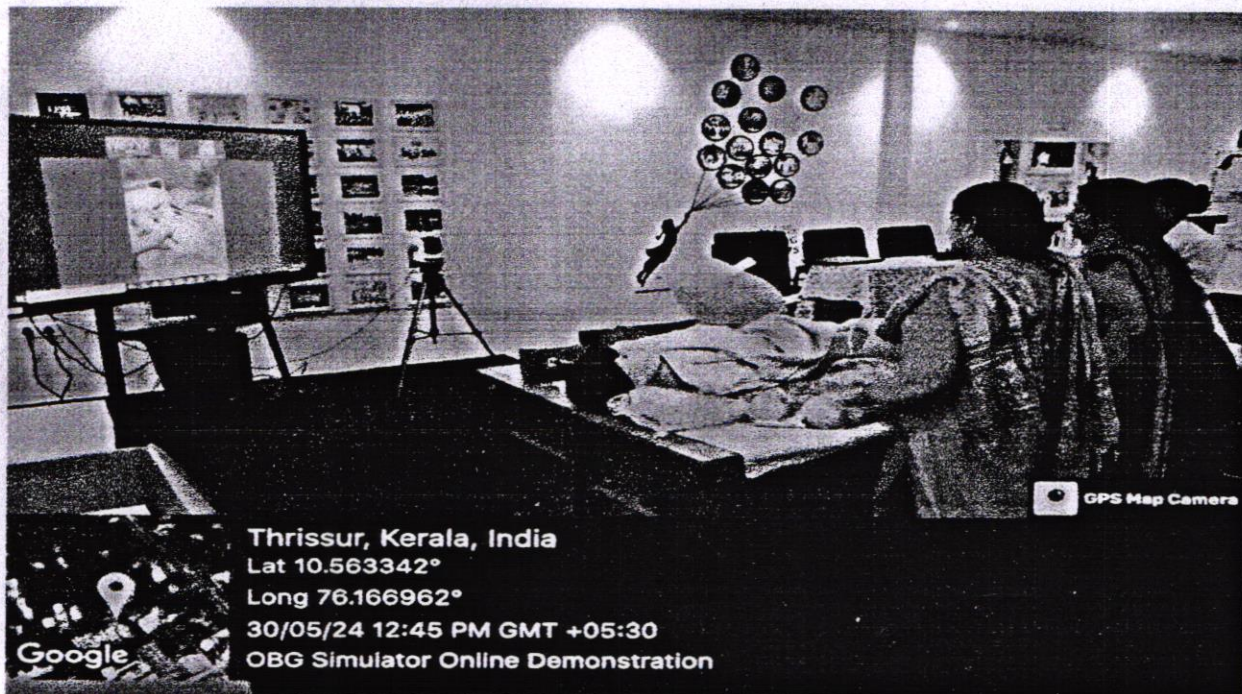 GPS Map Camera
Thrissur, Kerala, India
Lat 10.563342°
Long 76.166962°
30/05/24 12:45 PM GMT +05:30
OBG Simulator Online Demonstration
Google